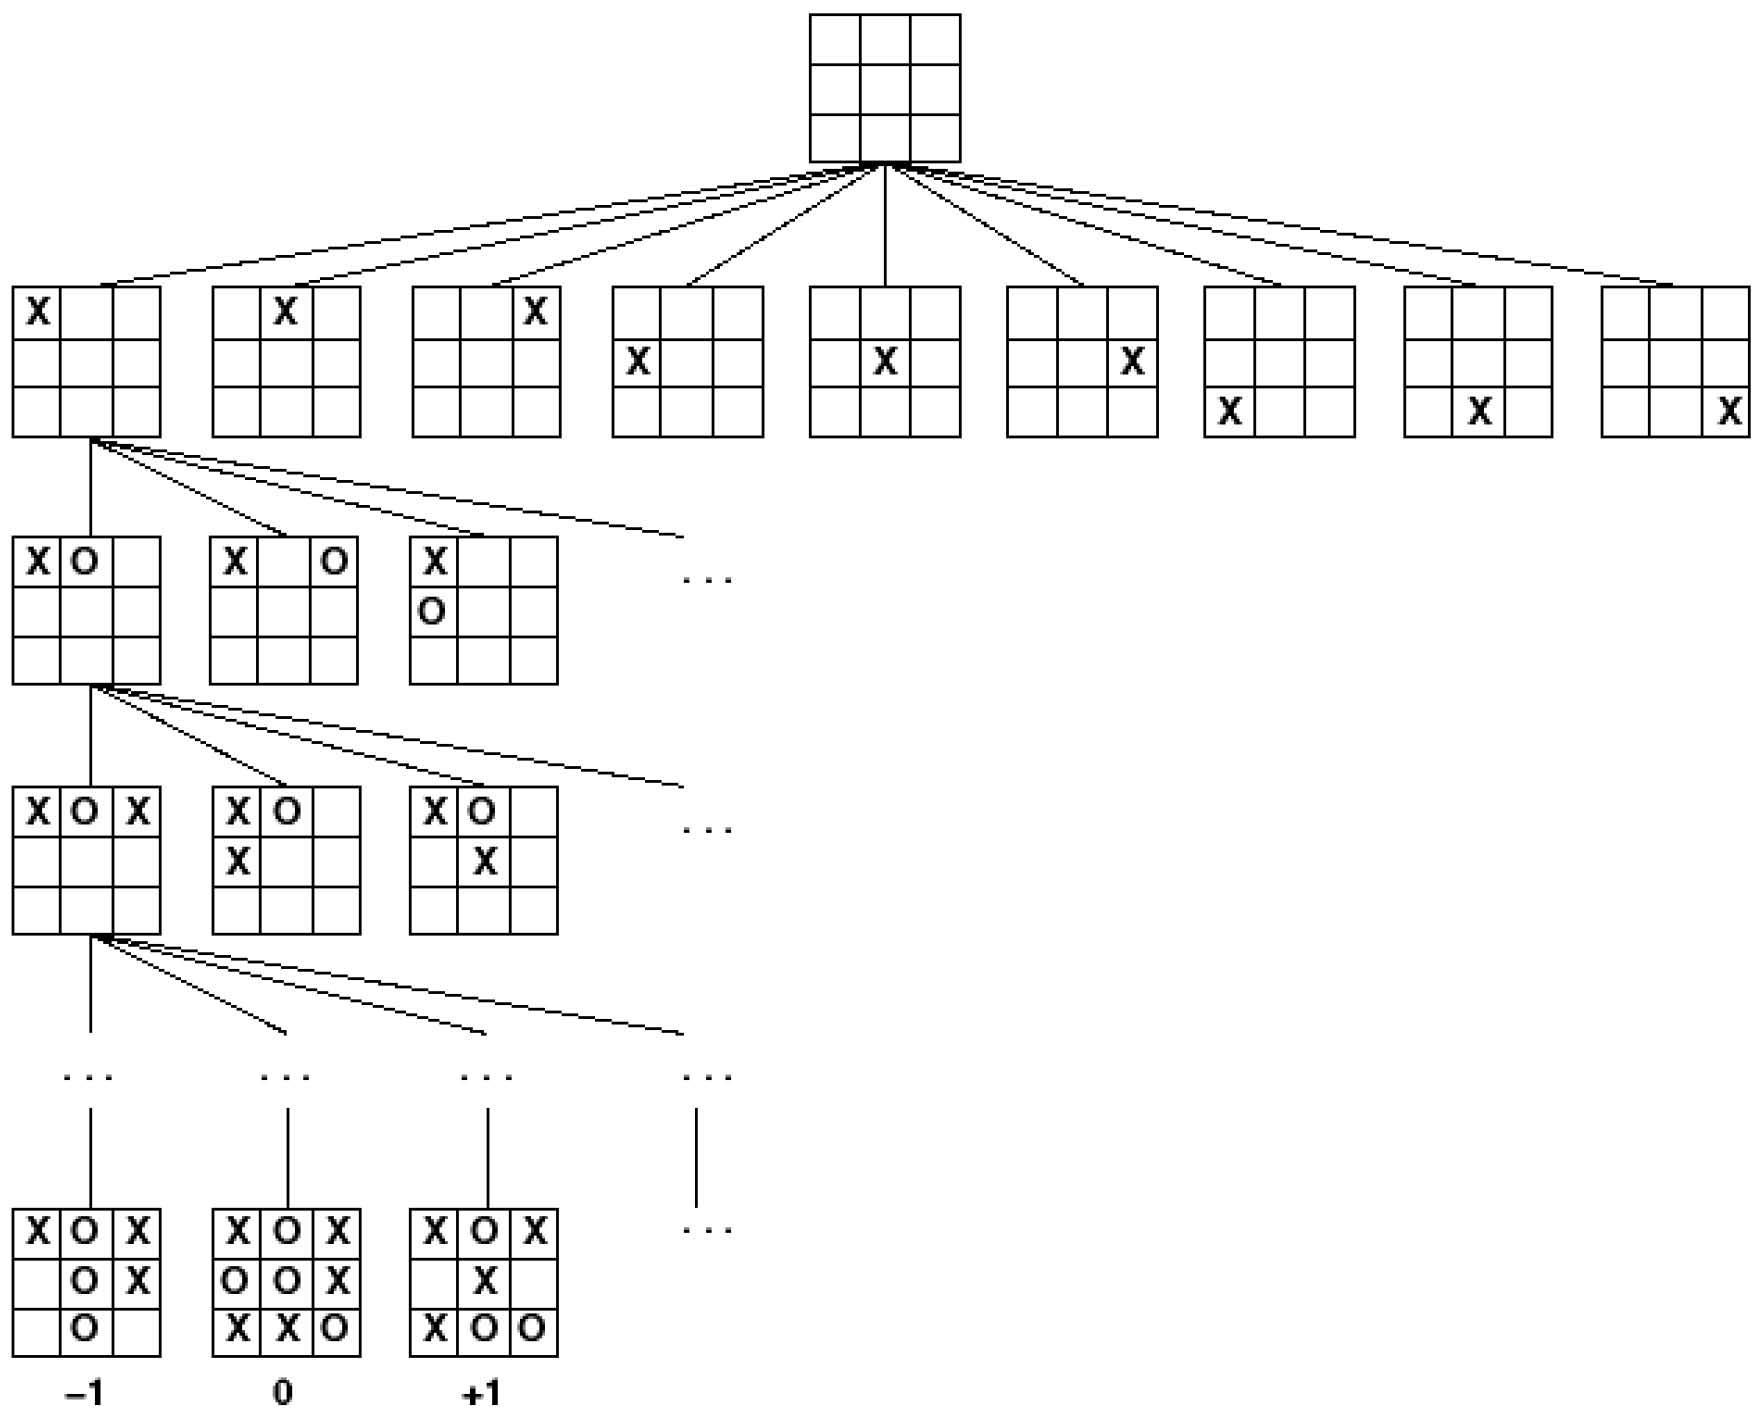 X X X
X X X
X X X
X O X O X
O
. . .
X O X X O X O
X X
. . .
. . . . . . . . . . . .
X O X X O X X O X
. . .
O X O O X X
O X X O X O O
–1 0 +1